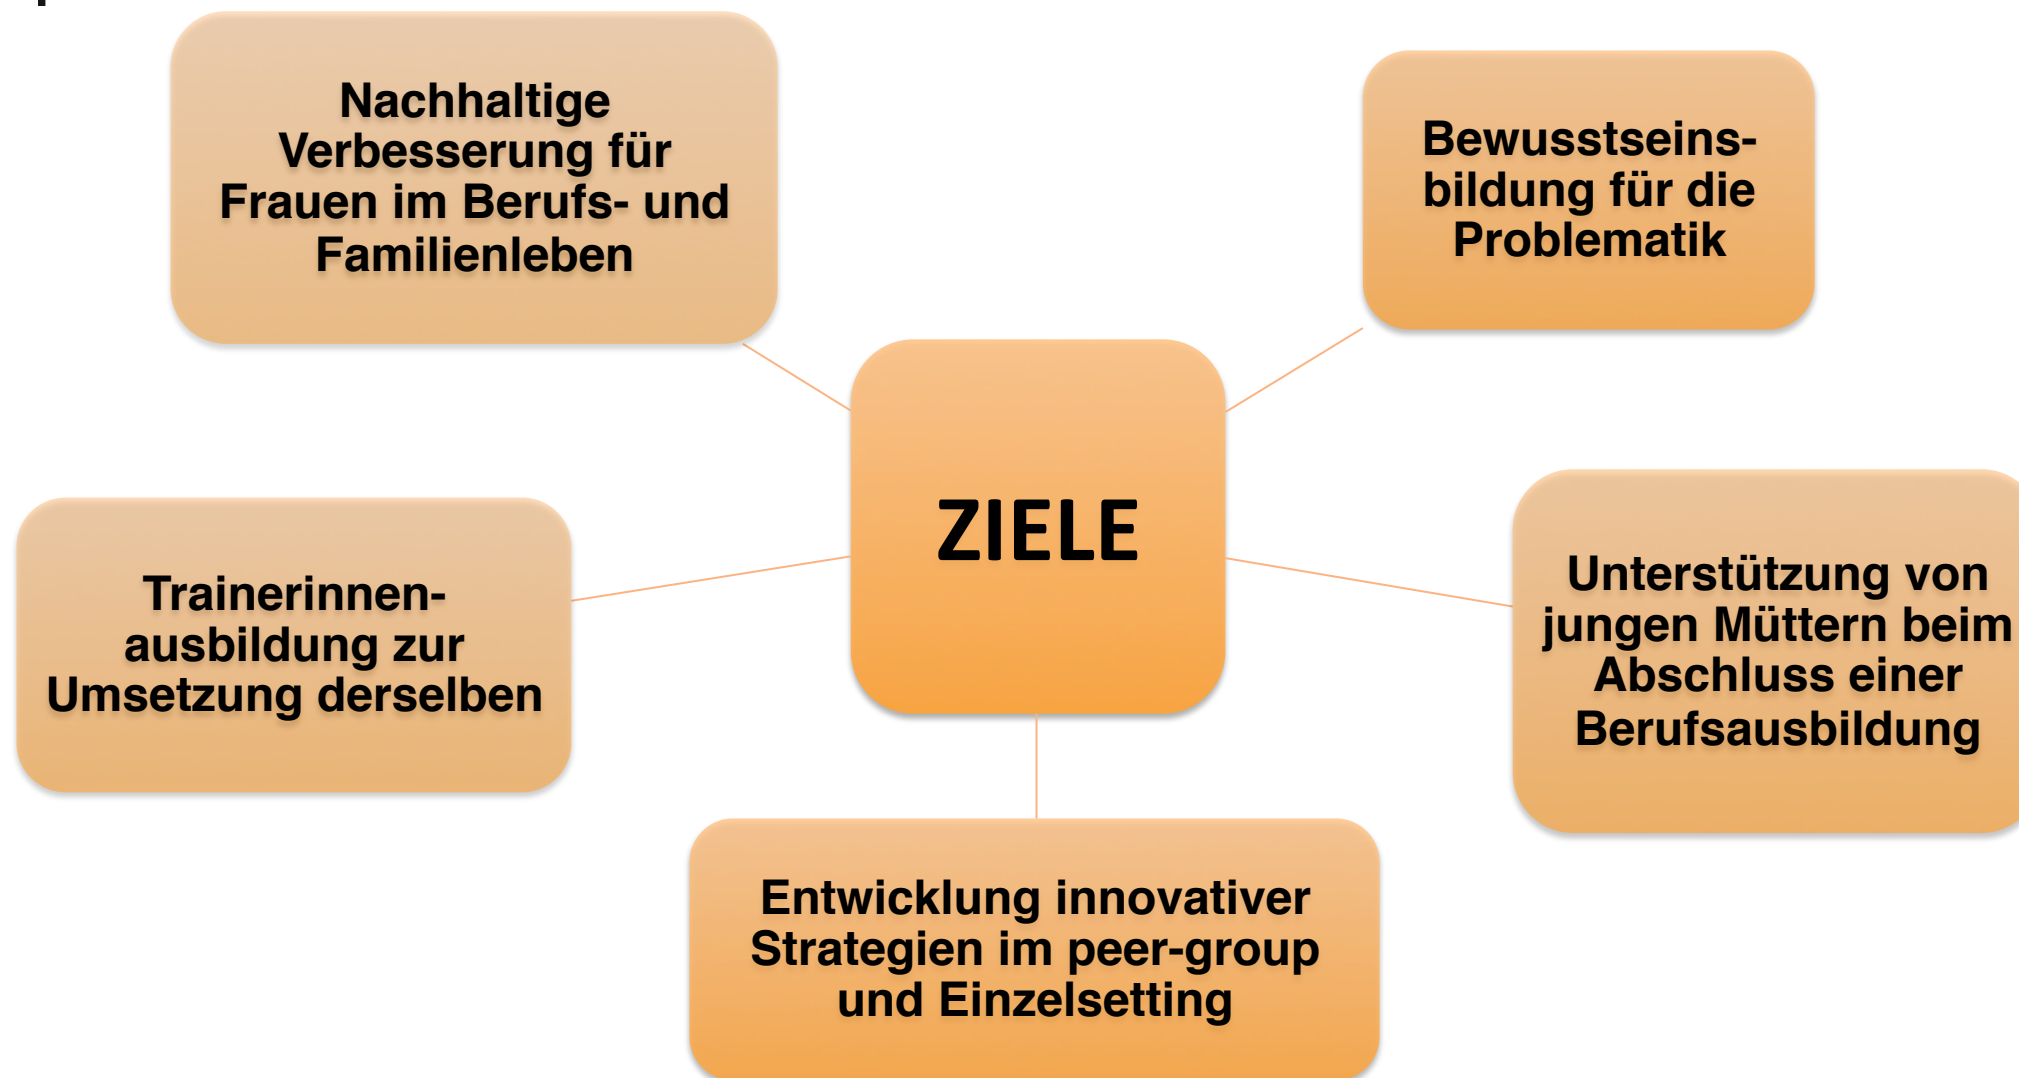 Nachhaltige
Verbesserung für
Frauen im Berufs- und
Familienleben
Bewusstseins-
bildung für die
Problematik
ZIELE
Trainerinnen-
ausbildung zur
Umsetzung derselben
Unterstützung von
jungen Müttern beim
Abschluss einer
Berufsausbildung
Entwicklung innovativer
Strategien im peer-group
und Einzelsetting